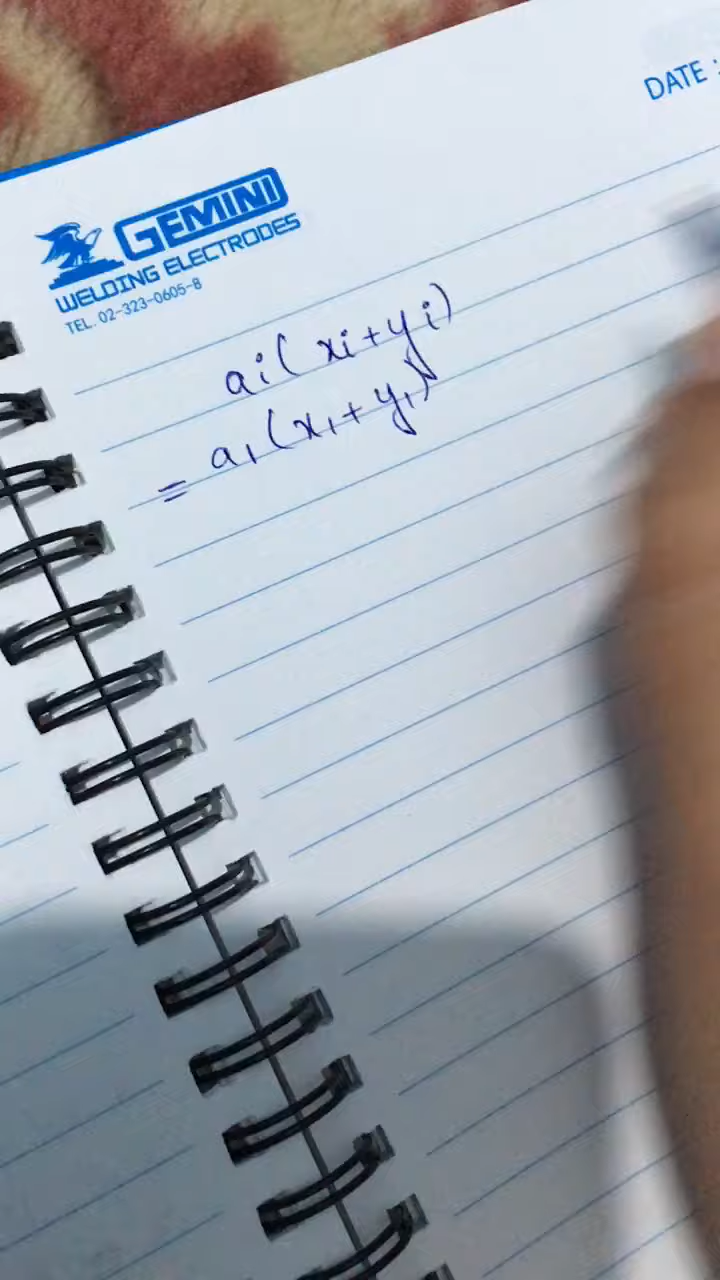 DATE :
GEMINI
WELDING ELECTRODES
TEL. 02-323-0605-8
ai( xi + yi )
= a₁ (x₁ + y₁)